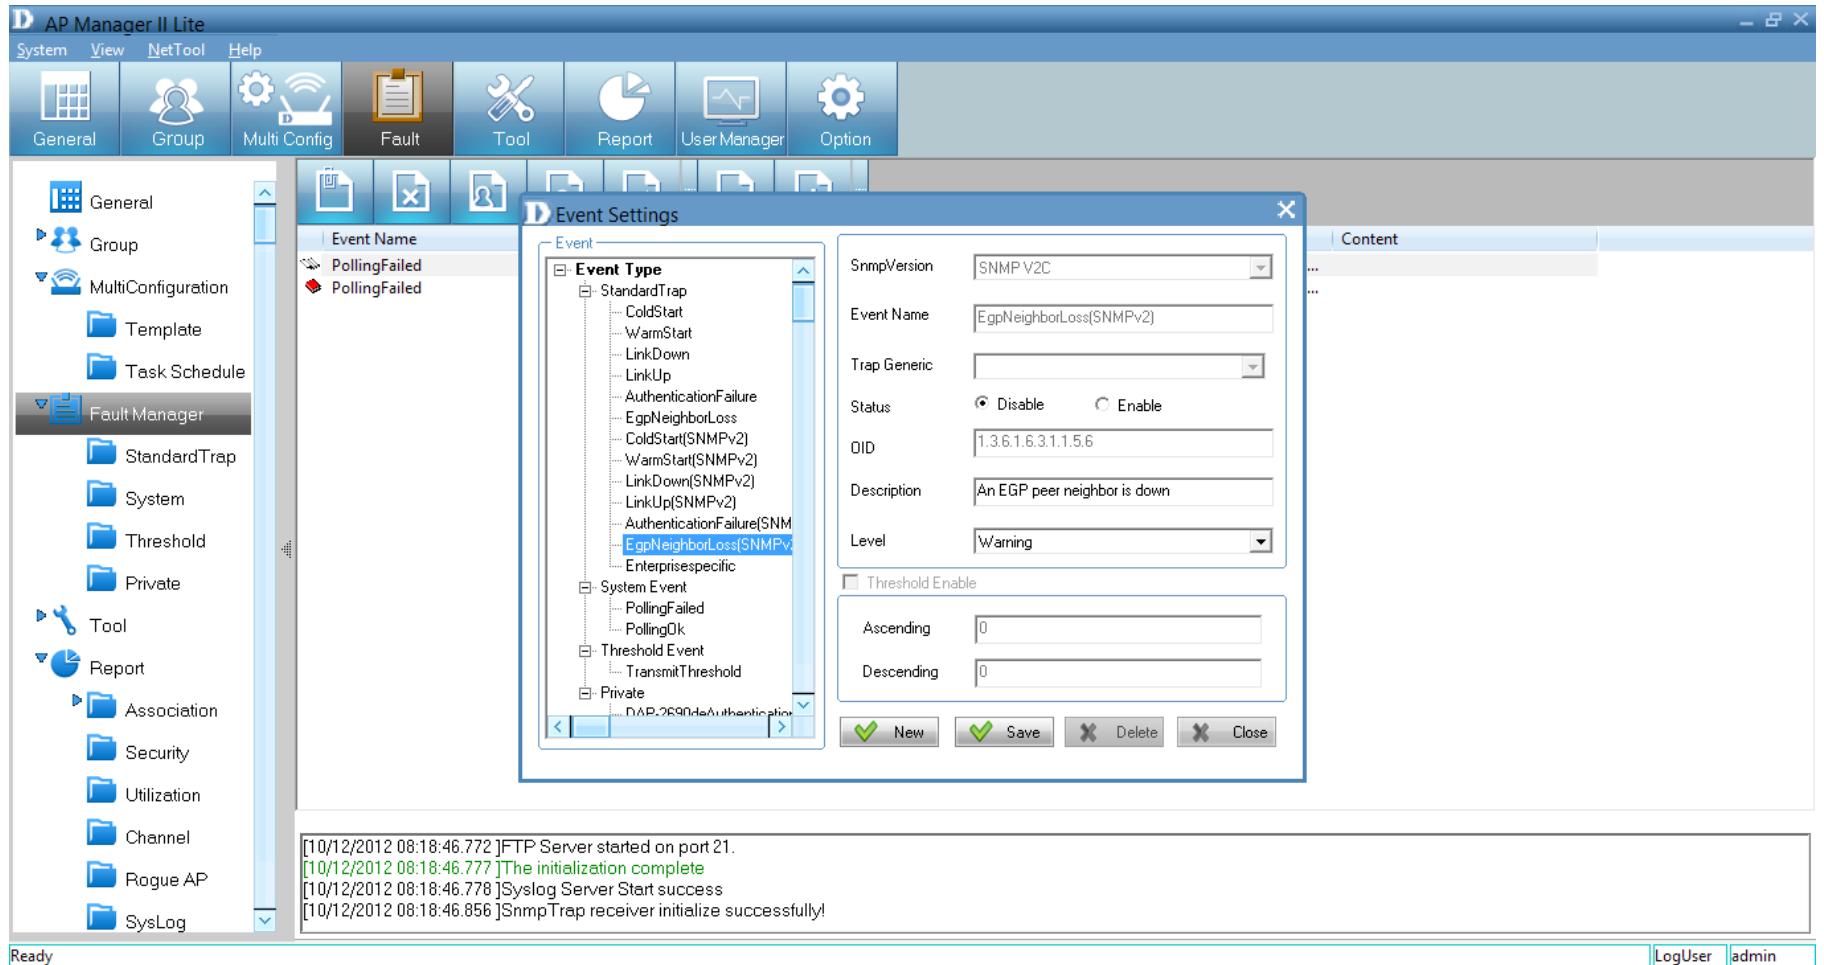 AP Manager II Lite
System View NetTool Help
General Group Multi Config Fault Tool Report User Manager Option
General
Group
MultiConfiguration
Template
Task Schedule
Fault Manager
StandardTrap
System
Threshold
Private
Tool
Report
Association
Security
Utilization
Channel
Rogue AP
SysLog
Event Name Content
PollingFailed ...
PollingFailed ...
Event Settings
Event
Event Type
StandardTrap
ColdStart
WarmStart
LinkDown
LinkUp
AuthenticationFailure
EgpNeighborLoss
ColdStart(SNMPv2)
WarmStart(SNMPv2)
LinkDown(SNMPv2)
LinkUp(SNMPv2)
AuthenticationFailure(SNM
EgpNeighborLoss(SNMPv
Enterprisespecific
System Event
PollingFailed
PollingOk
Threshold Event
TransmitThreshold
Private
DAP-2690deAuthentication
SnmpVersion SNMP V2C
Event Name EgpNeighborLoss(SNMPv2)
Trap Generic
Status Disable Enable
OID 1.3.6.1.6.3.1.1.5.6
Description An EGP peer neighbor is down
Level Warning
Threshold Enable
Ascending 0
Descending 0
New Save Delete Close
[10/12/2012 08:18:46.772 ]FTP Server started on port 21.
[10/12/2012 08:18:46.777 ]The initialization complete
[10/12/2012 08:18:46.778 ]Syslog Server Start success
[10/12/2012 08:18:46.856 ]SnmpTrap receiver initialize successfully!
Ready LogUser admin